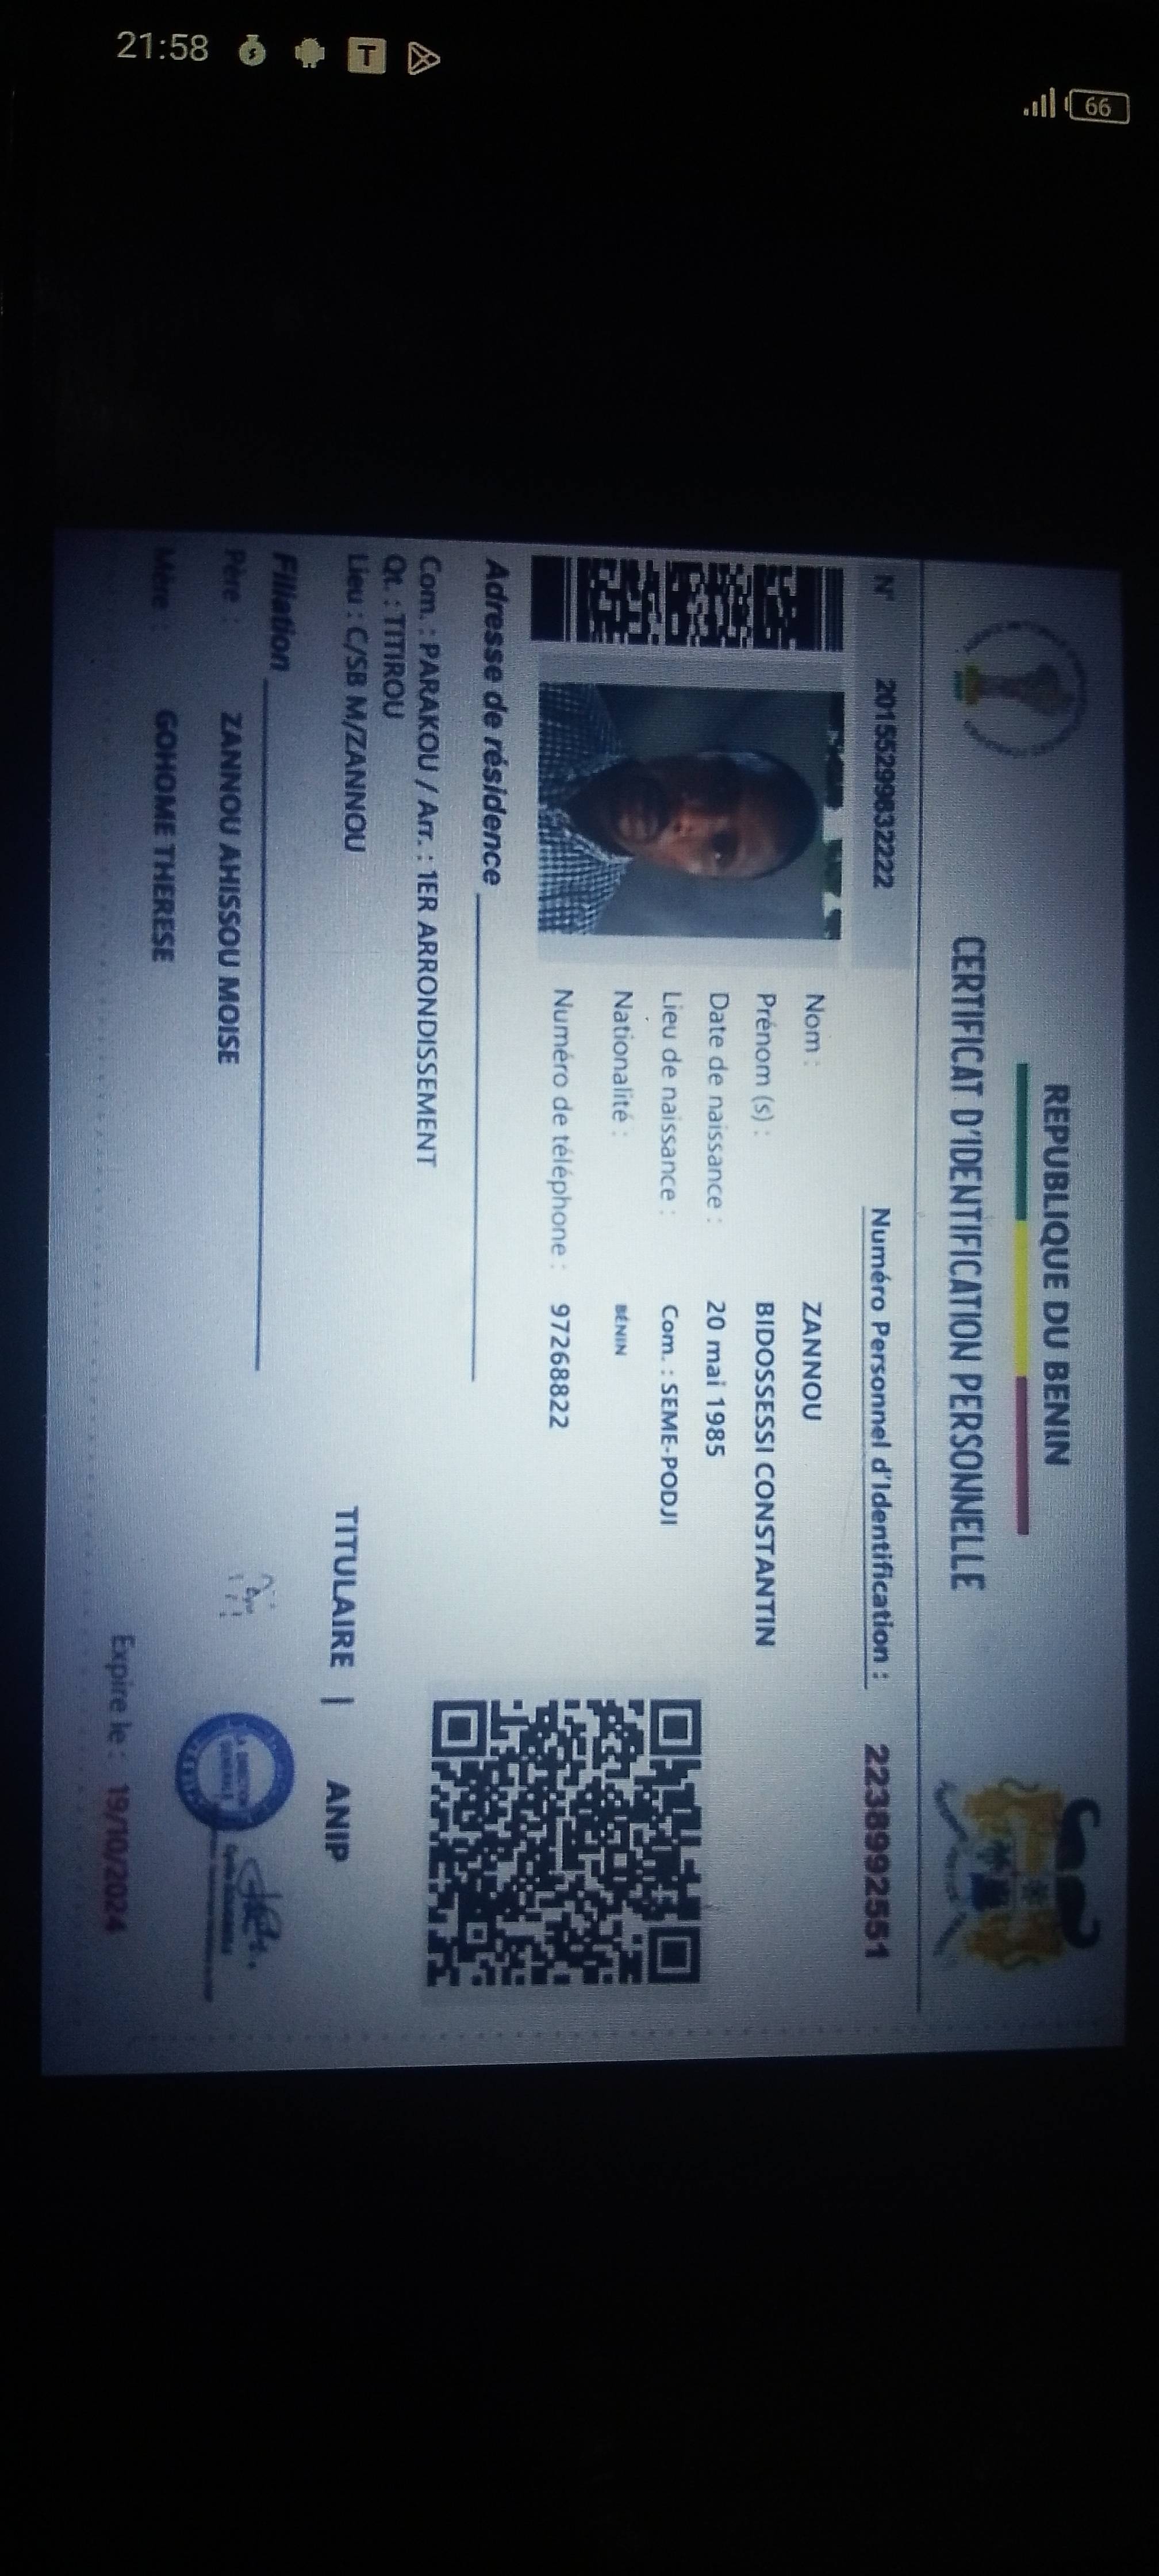 21:58
66
REPUBLIQUE DU BENIN
CERTIFICAT D'IDENTIFICATION PERSONNELLE
N° 20155299832222
Numéro Personnel d'Identification : 2238992551
Nom : ZANNOU
Prénom (s) : BIDOSSESSI CONSTANTIN
Date de naissance : 20 mai 1985
Lieu de naissance : Com. : SEME-PODJI
Nationalité : BÉNIN
Numéro de téléphone : 97268822
Adresse de résidence
Com. : PARAKOU / Arr. : 1ER ARRONDISSEMENT
Qt. : TITIROU
Lieu : C/SB M/ZANNOU
TITULAIRE | ANIP
Filiation
Père : ZANNOU AHISSOU MOISE
Mère : GOHOME THERESE
Expire le : 19/10/2024